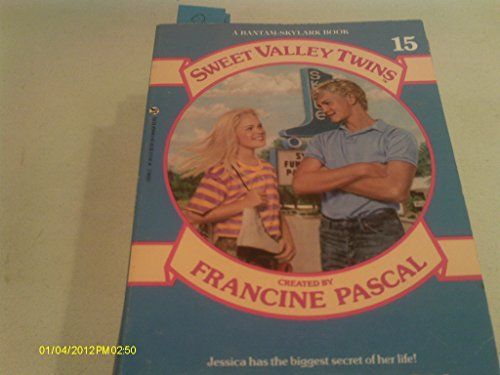 A BANTAM-SKYLARK BOOK
15
SWEET VALLEY TWINS
CREATED BY
FRANCINE PASCAL
Jessica has the biggest secret of her life!
01/04/2012PM02:50